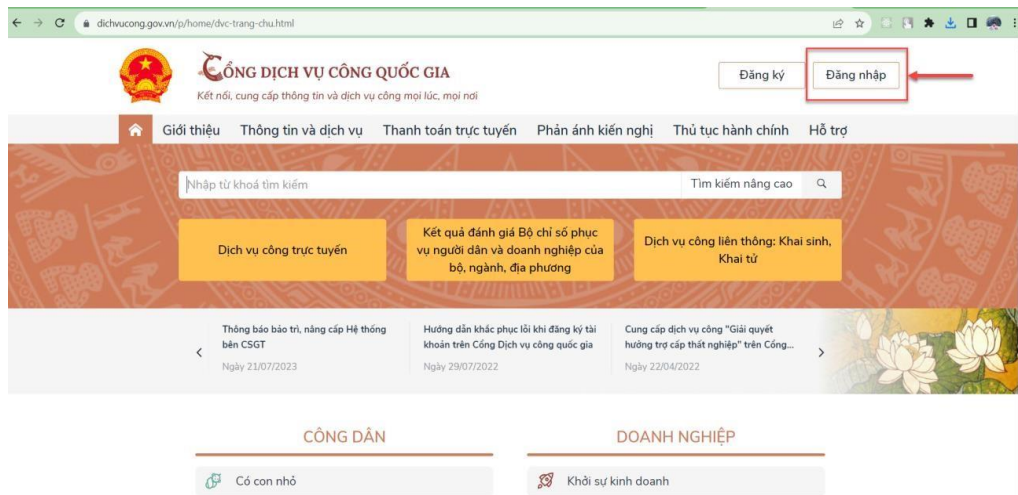 dichvucong.gov.vn/p/home/dvc-trang-chu.html
CỔNG DỊCH VỤ CÔNG QUỐC GIA
Kết nối, cung cấp thông tin và dịch vụ công mọi lúc, mọi nơi
Đăng ký
Đăng nhập
Giới thiệu
Thông tin và dịch vụ
Thanh toán trực tuyến
Phản ánh kiến nghị
Thủ tục hành chính
Hỗ trợ
Nhập từ khoá tìm kiếm
Tìm kiếm nâng cao
Dịch vụ công trực tuyến
Kết quả đánh giá Bộ chỉ số phục
vụ người dân và doanh nghiệp của
bộ, ngành, địa phương
Dịch vụ công liên thông: Khai sinh,
Khai tử
Thông báo bảo trì, nâng cấp Hệ thống
bên CSGT
Ngày 21/07/2023
Hướng dẫn khắc phục lỗi khi đăng ký tài
khoản trên Cổng Dịch vụ công quốc gia
Ngày 29/07/2022
Cung cấp dịch vụ công "Giải quyết
hưởng trợ cấp thất nghiệp" trên Cổng...
Ngày 22/04/2022
CÔNG DÂN
Có con nhỏ
DOANH NGHIỆP
Khởi sự kinh doanh